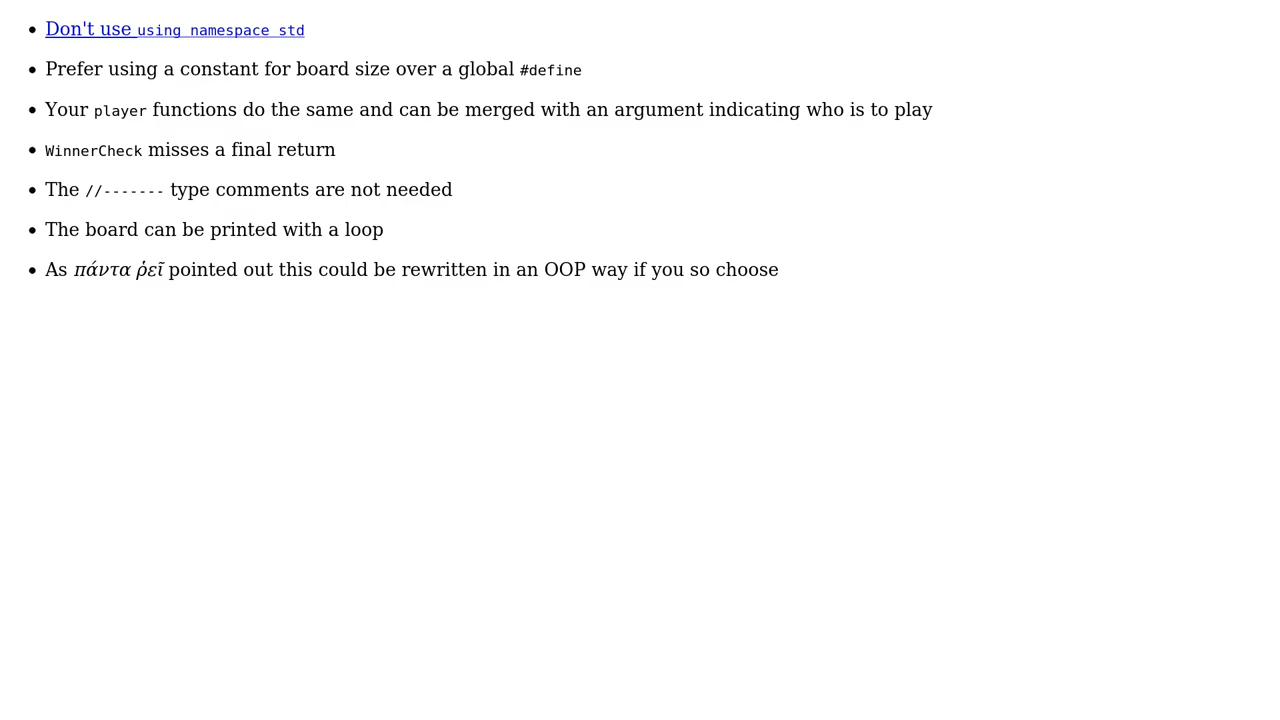 Don't use using namespace std
Prefer using a constant for board size over a global #define
Your player functions do the same and can be merged with an argument indicating who is to play
WinnerCheck misses a final return
The //------- type comments are not needed
The board can be printed with a loop
As πάντα ῥεῖ pointed out this could be rewritten in an OOP way if you so choose